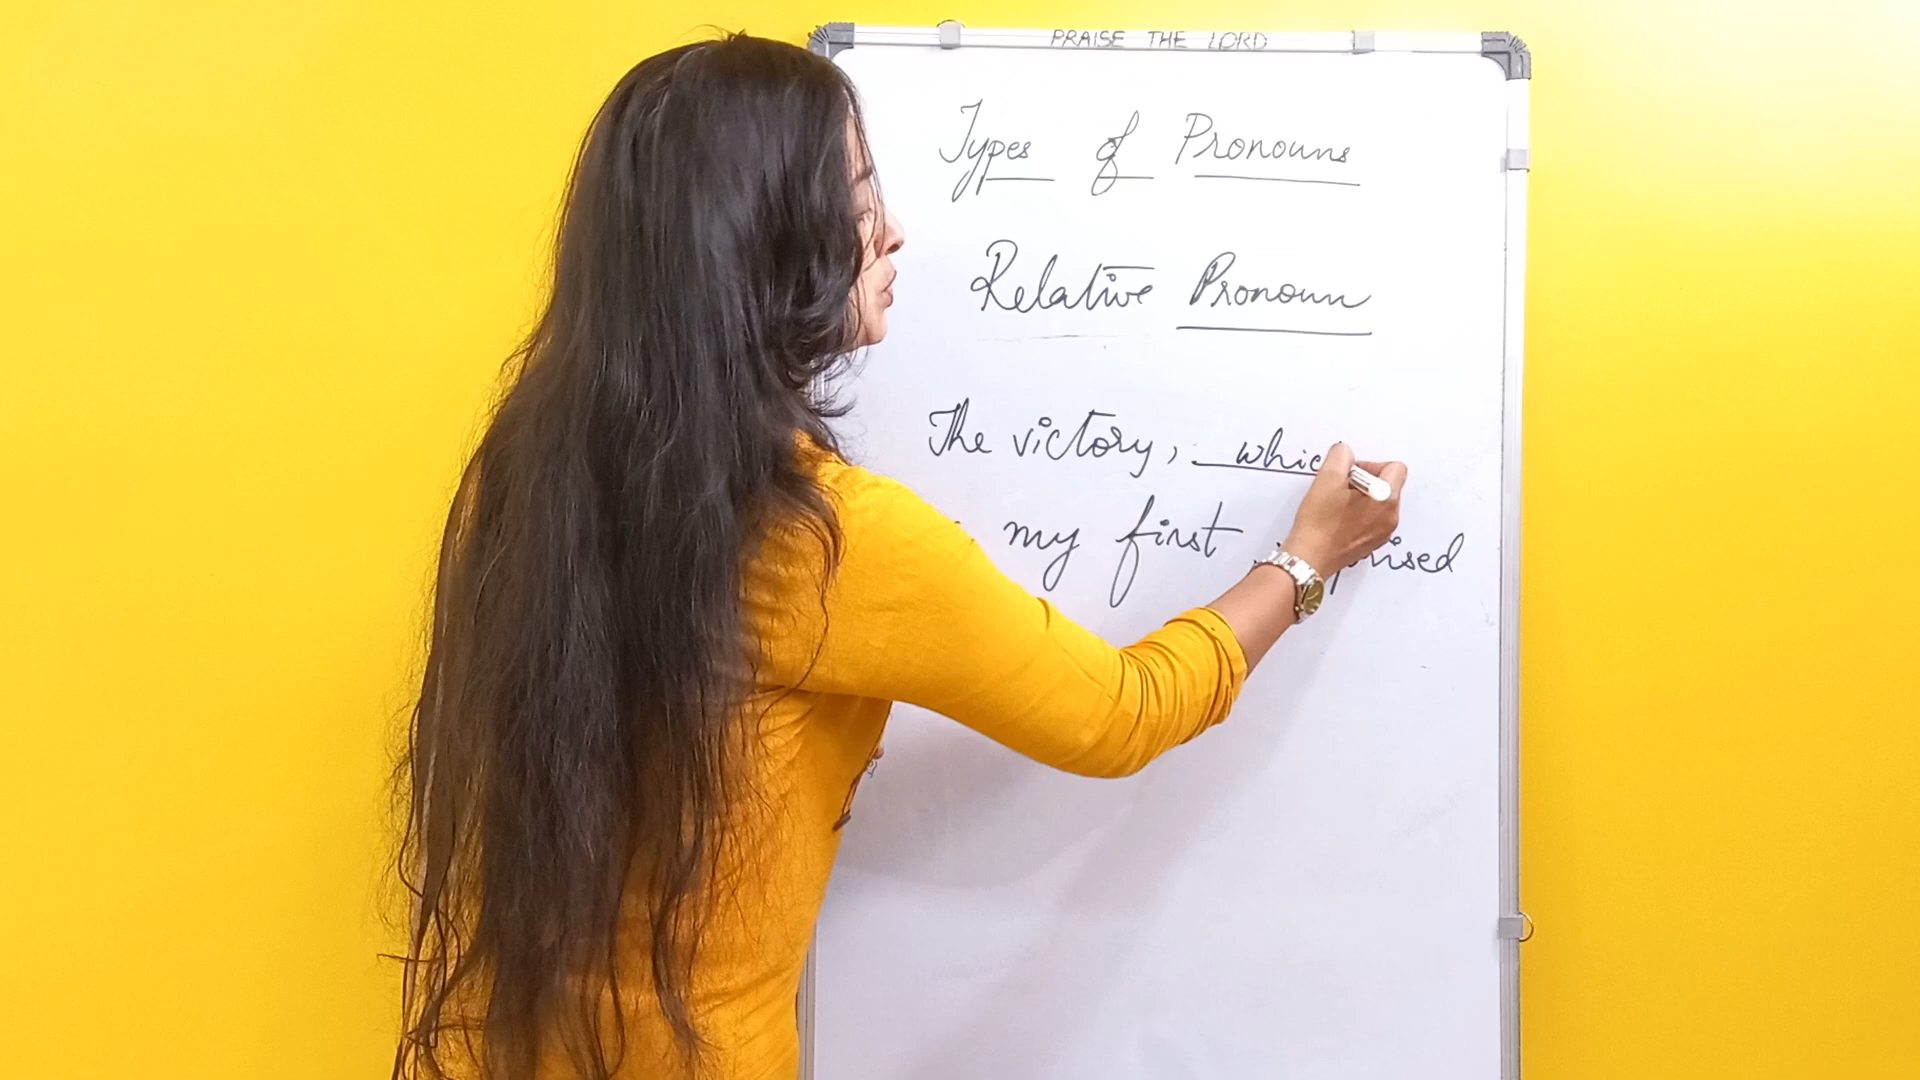 PRAISE THE LORD
Types of Pronouns
Relative Pronoun
The victory, whic
my first